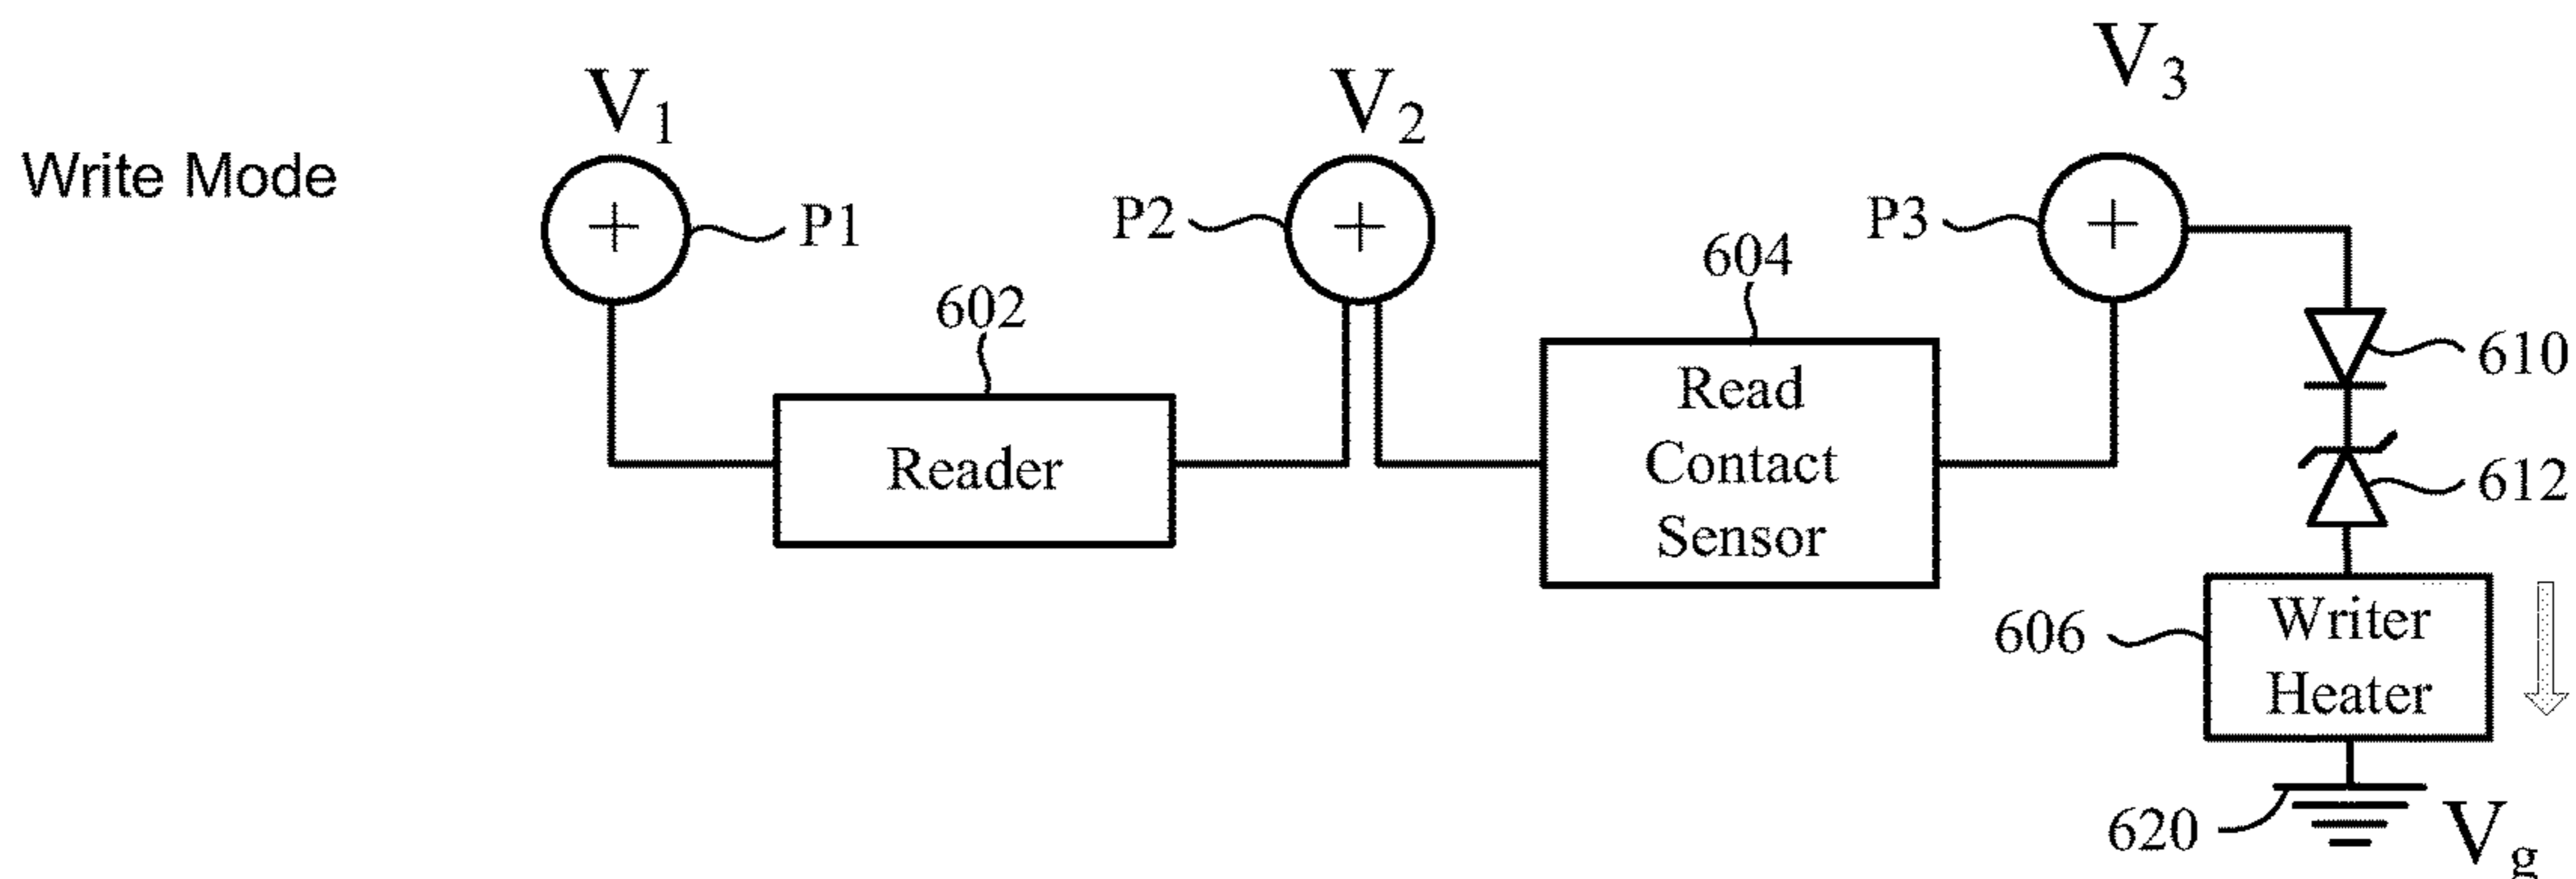 Write Mode
V1
V2
V3
P1
P2
P3
+
+
+
602
Reader
604
Read
Contact
Sensor
610
612
606
Writer
Heater
620
Vg